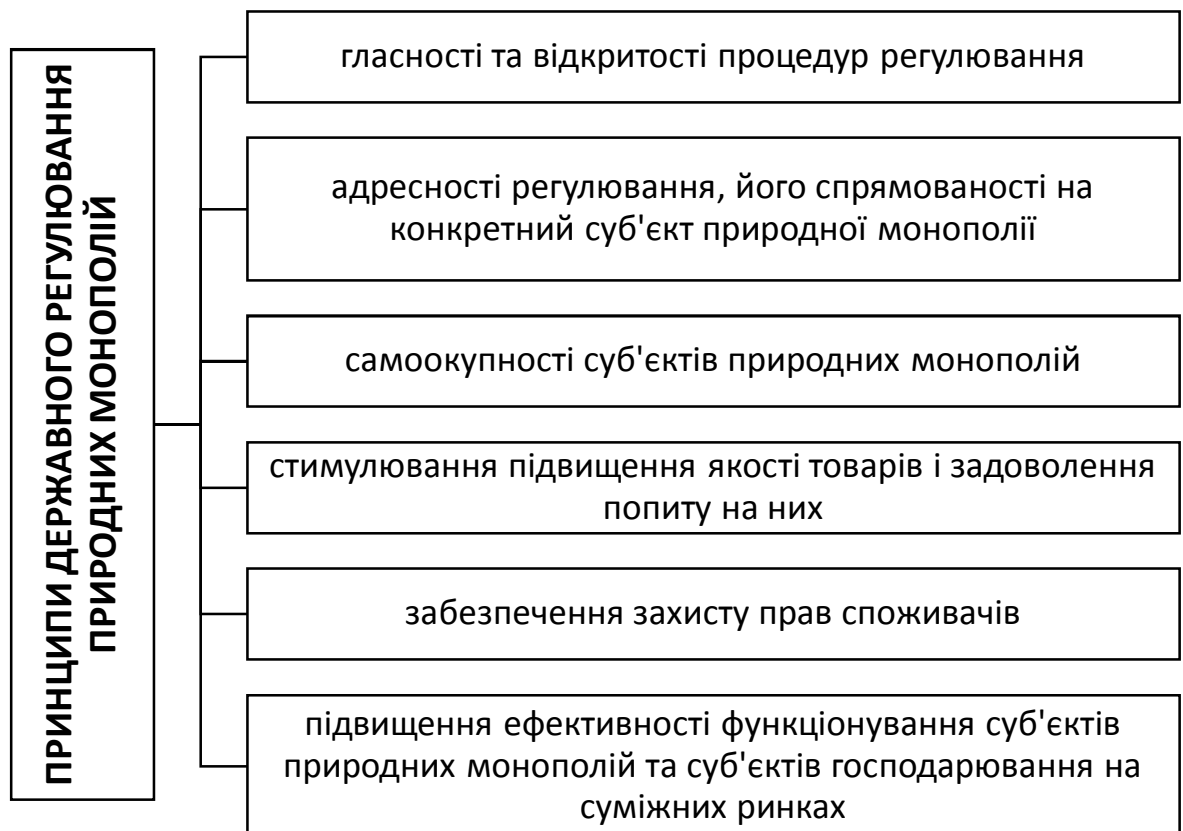 ПРИНЦИПИ ДЕРЖАВНОГО РЕГУЛЮВАННЯ
ПРИРОДНИХ МОНОПОЛІЙ
гласності та відкритості процедур регулювання
адресності регулювання, його спрямованості на
конкретний суб'єкт природної монополії
самоокупності суб'єктів природних монополій
стимулювання підвищення якості товарів і задоволення
попиту на них
забезпечення захисту прав споживачів
підвищення ефективності функціонування суб'єктів
природних монополій та суб'єктів господарювання на
суміжних ринках